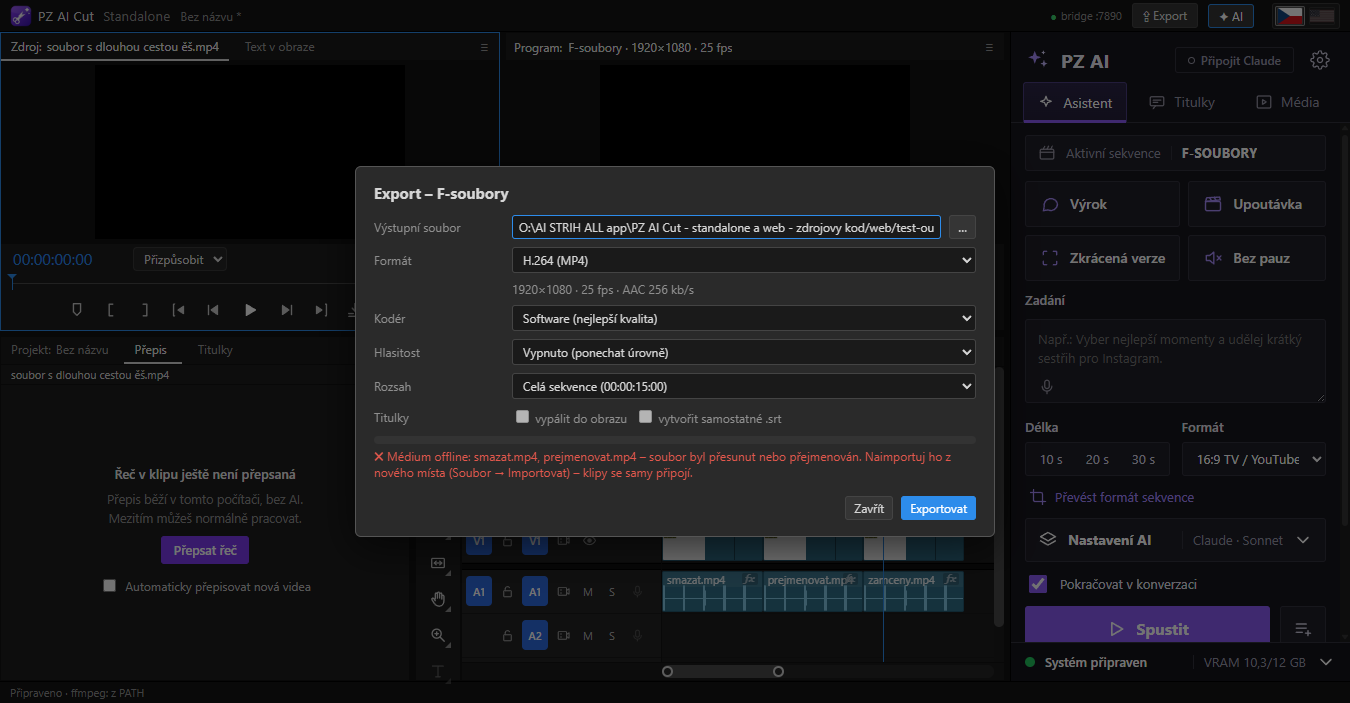 PZ AI Cut Standalone Bez názvu *
bridge :7890 Export AI
Zdroj: soubor s dlouhou cestou ěš.mp4 Text v obraze
Program: F-soubory · 1920×1080 · 25 fps
PZ AI Připojit Claude
Asistent Titulky Média
Aktivní sekvence F-SOUBORY
Výrok Upoutávka
Zkrácená verze Bez pauz
Zadání
Např.: Vyber nejlepší momenty a udělej krátký
sestřih pro Instagram.
Délka Formát
10 s 20 s 30 s 16:9 TV / YouTube
Převést formát sekvence
Nastavení AI Claude · Sonnet
Pokračovat v konverzaci
Spustit
Systém připraven VRAM 10,3/12 GB
00:00:00:00 Přizpůsobit
Export – F-soubory
Výstupní soubor O:\AI STRIH ALL app\PZ AI Cut - standalone a web - zdrojovy kod/web/test-ou ...
Formát H.264 (MP4)
1920×1080 · 25 fps · AAC 256 kb/s
Kodér Software (nejlepší kvalita)
Hlasitost Vypnuto (ponechat úrovně)
Rozsah Celá sekvence (00:00:15:00)
Titulky vypálit do obrazu vytvořit samostatné .srt
✕ Médium offline: smazat.mp4, prejmenovat.mp4 – soubor byl přesunut nebo přejmenován. Naimportuj ho z
nového místa (Soubor → Importovat) – klipy se samy připojí.
Zavřít Exportovat
Projekt: Bez názvu Přepis Titulky
soubor s dlouhou cestou ěš.mp4
Řeč v klipu ještě není přepsaná
Přepis běží v tomto počítači, bez AI.
Mezitím můžeš normálně pracovat.
Přepsat řeč
Automaticky přepisovat nová videa
V1 V1
A1 A1 M S
smazat.mp4 fx prejmenovat.mp4 fx zamceny.mp4 fx
A2 M S
Připraveno · ffmpeg: z PATH